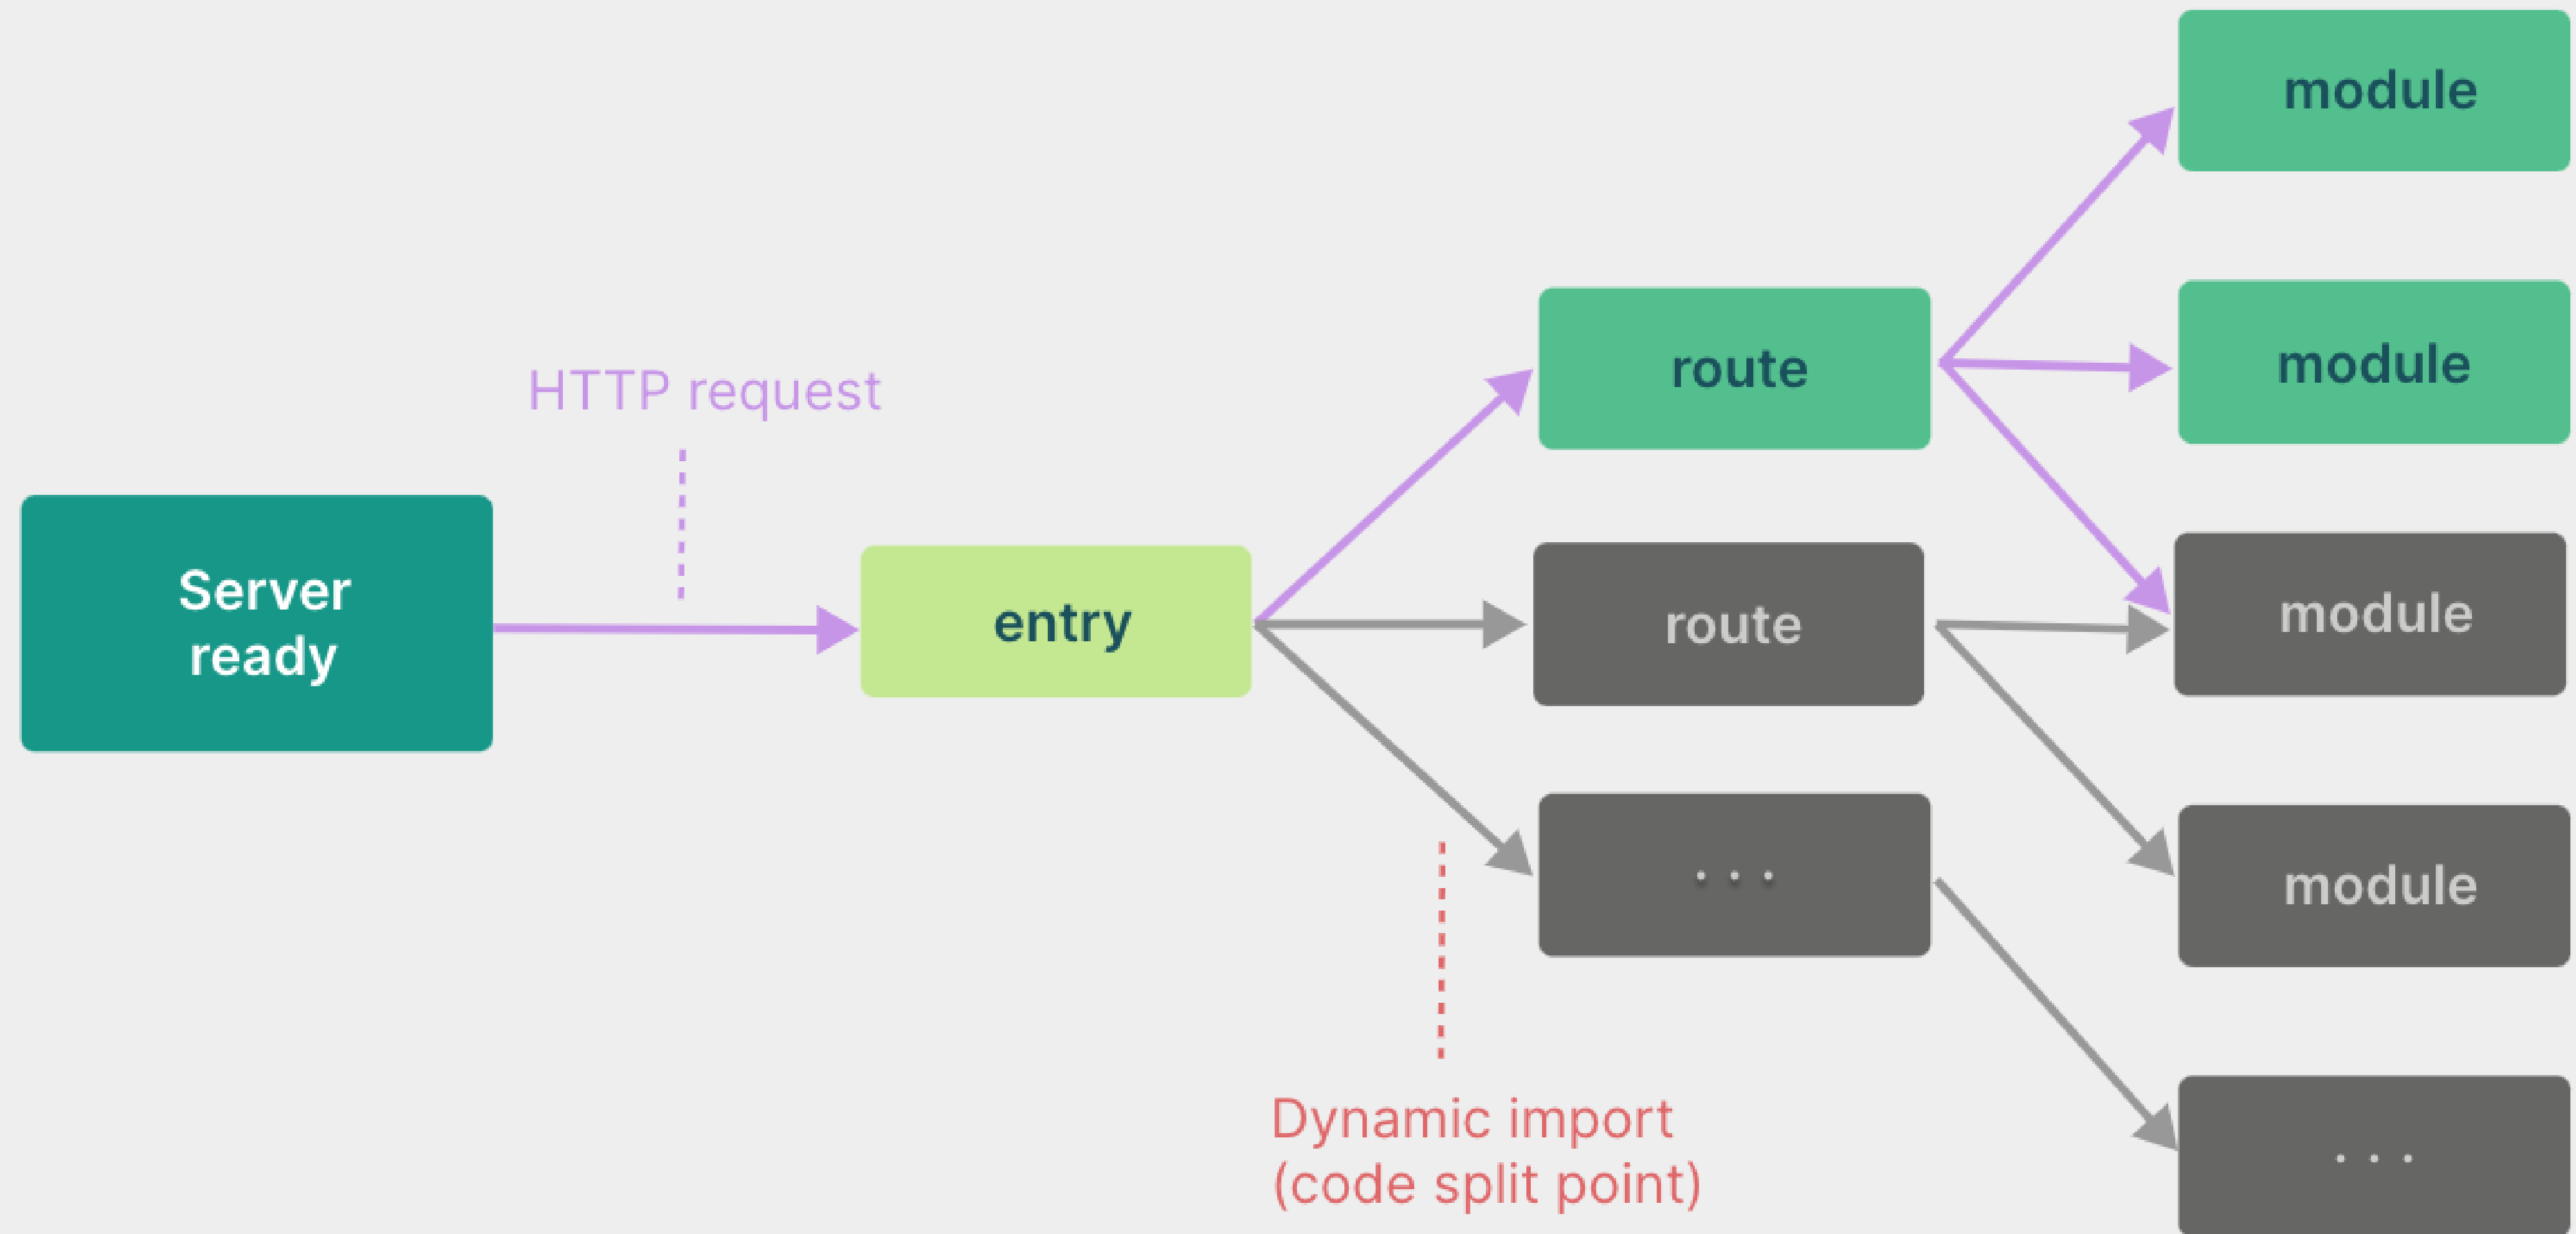 HTTP request
Server
ready
entry
route
route
. . .
Dynamic import
(code split point)
module
module
module
module
. . .